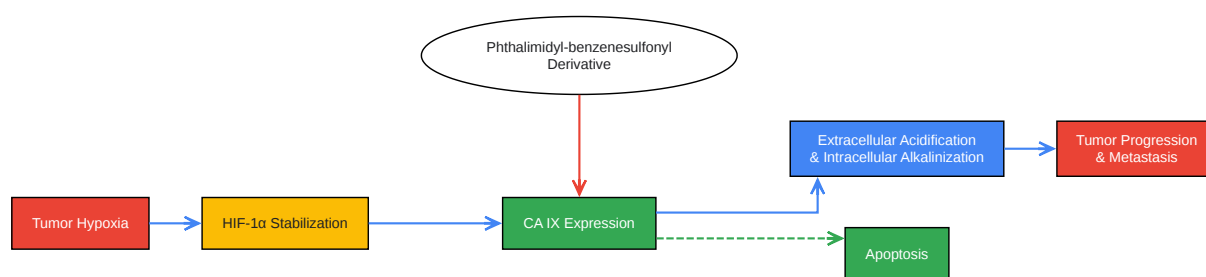 Phthalimidyl-benzenesulfonyl
Derivative
Extracellular Acidification
& Intracellular Alkalinization
Tumor Progression
& Metastasis
Tumor Hypoxia
HIF-1α Stabilization
CA IX Expression
Apoptosis